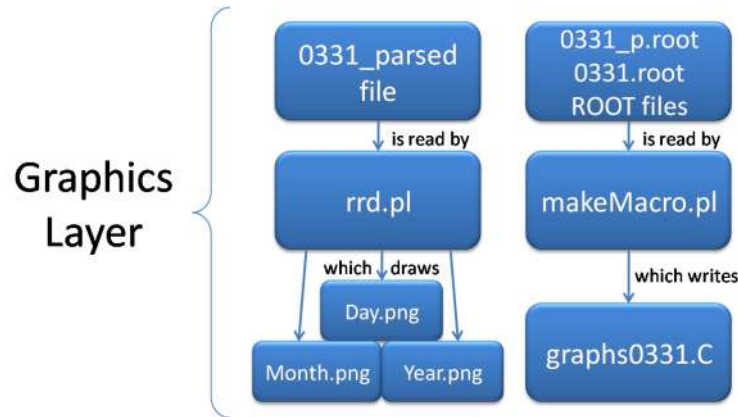 Graphics
Layer
0331_parsed
file
is read by
rrd.pl
which draws
Day.png
Month.png
Year.png
0331_p.root
0331.root
ROOT files
is read by
makeMacro.pl
which writes
graphs0331.C